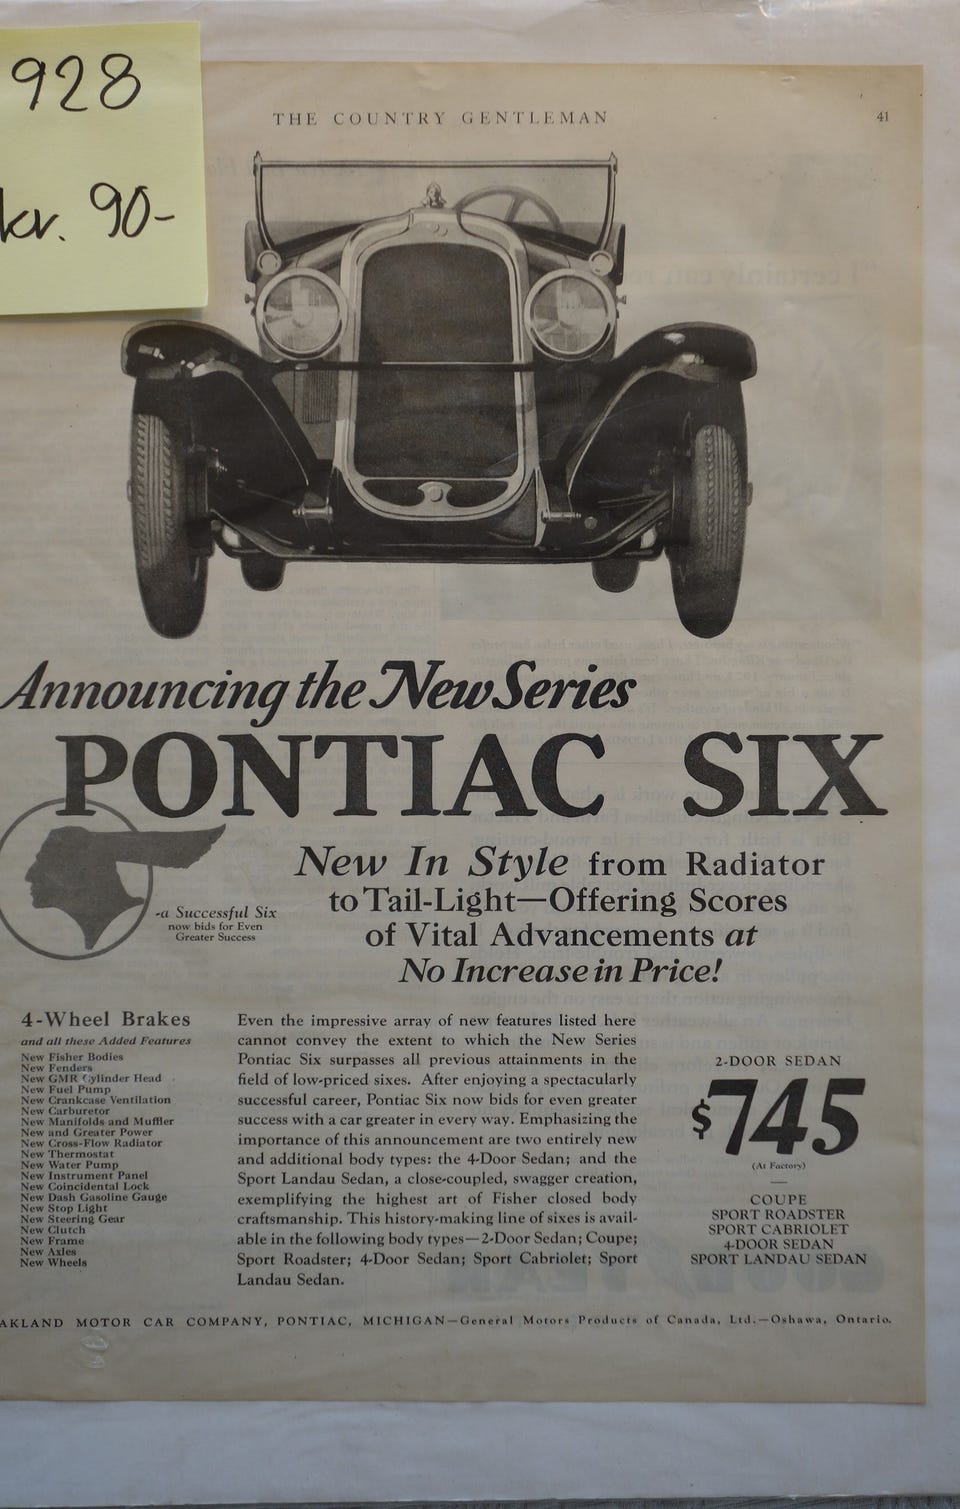 928
kr. 90-
THE COUNTRY GENTLEMAN
41
Announcing the New Series
PONTIAC SIX
-a Successful Six
now bids for Even
Greater Success
New In Style from Radiator
to Tail-Light—Offering Scores
of Vital Advancements at
No Increase in Price!
4-Wheel Brakes
and all these Added Features
New Fisher Bodies
New Fenders
New GMR Cylinder Head
New Fuel Pump
New Crankcase Ventilation
New Carburetor
New Manifolds and Muffler
New and Greater Power
New Cross-Flow Radiator
New Thermostat
New Water Pump
New Instrument Panel
New Coincidental Lock
New Dash Gasoline Gauge
New Stop Light
New Steering Gear
New Clutch
New Frame
New Axles
New Wheels
Even the impressive array of new features listed here
cannot convey the extent to which the New Series
Pontiac Six surpasses all previous attainments in the
field of low-priced sixes. After enjoying a spectacularly
successful career, Pontiac Six now bids for even greater
success with a car greater in every way. Emphasizing the
importance of this announcement are two entirely new
and additional body types: the 4-Door Sedan; and the
Sport Landau Sedan, a close-coupled, swagger creation,
exemplifying the highest art of Fisher closed body
craftsmanship. This history-making line of sixes is avail-
able in the following body types—2-Door Sedan; Coupe;
Sport Roadster; 4-Door Sedan; Sport Cabriolet; Sport
Landau Sedan.
2-DOOR SEDAN
$745
(At Factory)
COUPE
SPORT ROADSTER
SPORT CABRIOLET
4-DOOR SEDAN
SPORT LANDAU SEDAN
AKLAND MOTOR CAR COMPANY, PONTIAC, MICHIGAN—General Motors Products of Canada, Ltd.—Oshawa, Ontario.